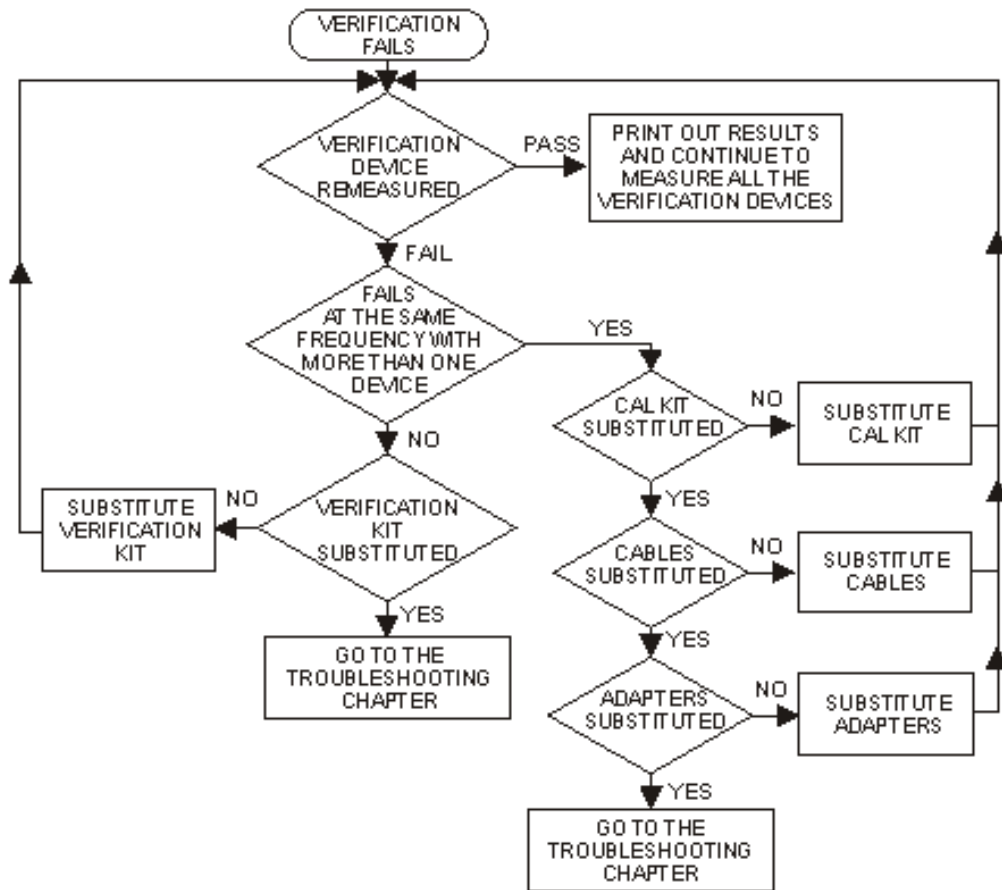 VERIFICATION
FAILS
VERIFICATION
DEVICE
REMEASURED
PASS
PRINT OUT RESULTS
AND CONTINUE TO
MEASURE ALL THE
VERIFICATION DEVICES
FAIL
FAILS
AT THE SAME
FREQUENCY WITH
MORE THAN ONE
DEVICE
YES
CAL KIT
SUBSTITUTED
NO
SUBSTITUTE
CAL KIT
NO
VERIFICATION
KIT
SUBSTITUTED
NO
SUBSTITUTE
VERIFICATION
KIT
YES
GO TO THE
TROUBLESHOOTING
CHAPTER
YES
CABLES
SUBSTITUTED
NO
SUBSTITUTE
CABLES
YES
ADAPTERS
SUBSTITUTED
NO
SUBSTITUTE
ADAPTERS
YES
GO TO THE
TROUBLESHOOTING
CHAPTER